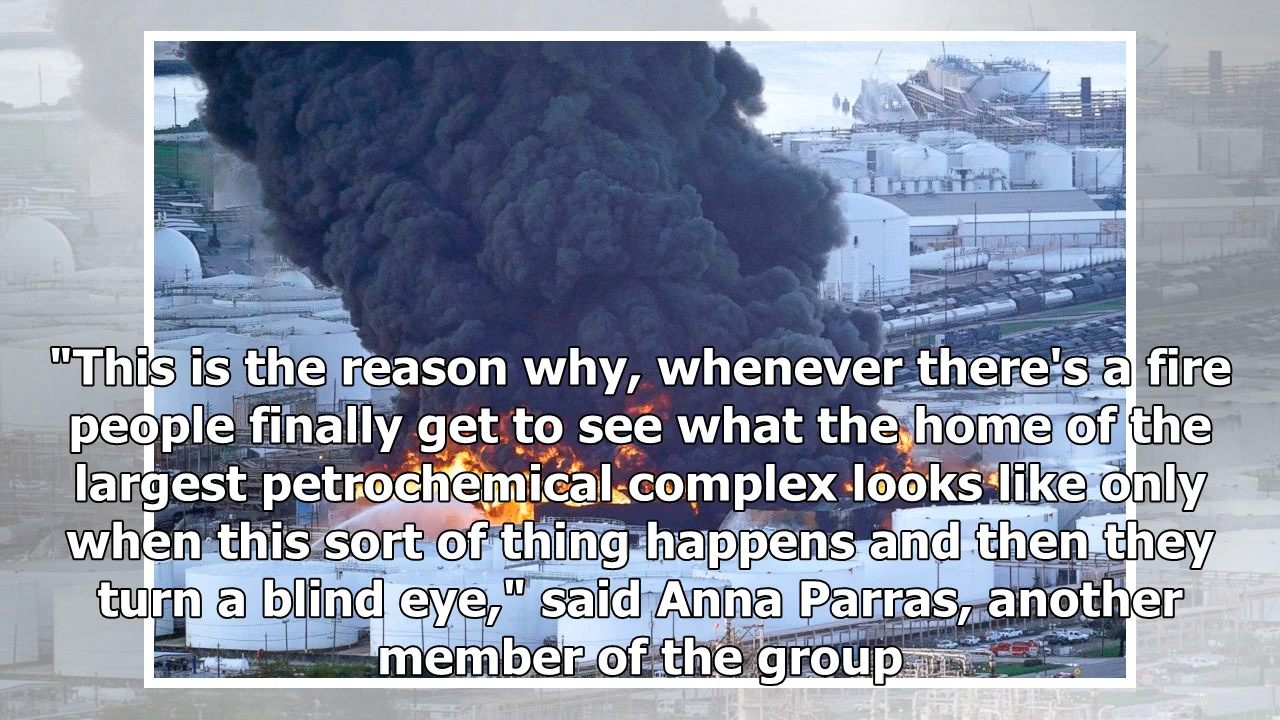 "This is the reason why, whenever there's a fire
people finally get to see what the home of the
largest petrochemical complex looks like only
when this sort of thing happens and then they
turn a blind eye," said Anna Parras, another
member of the group